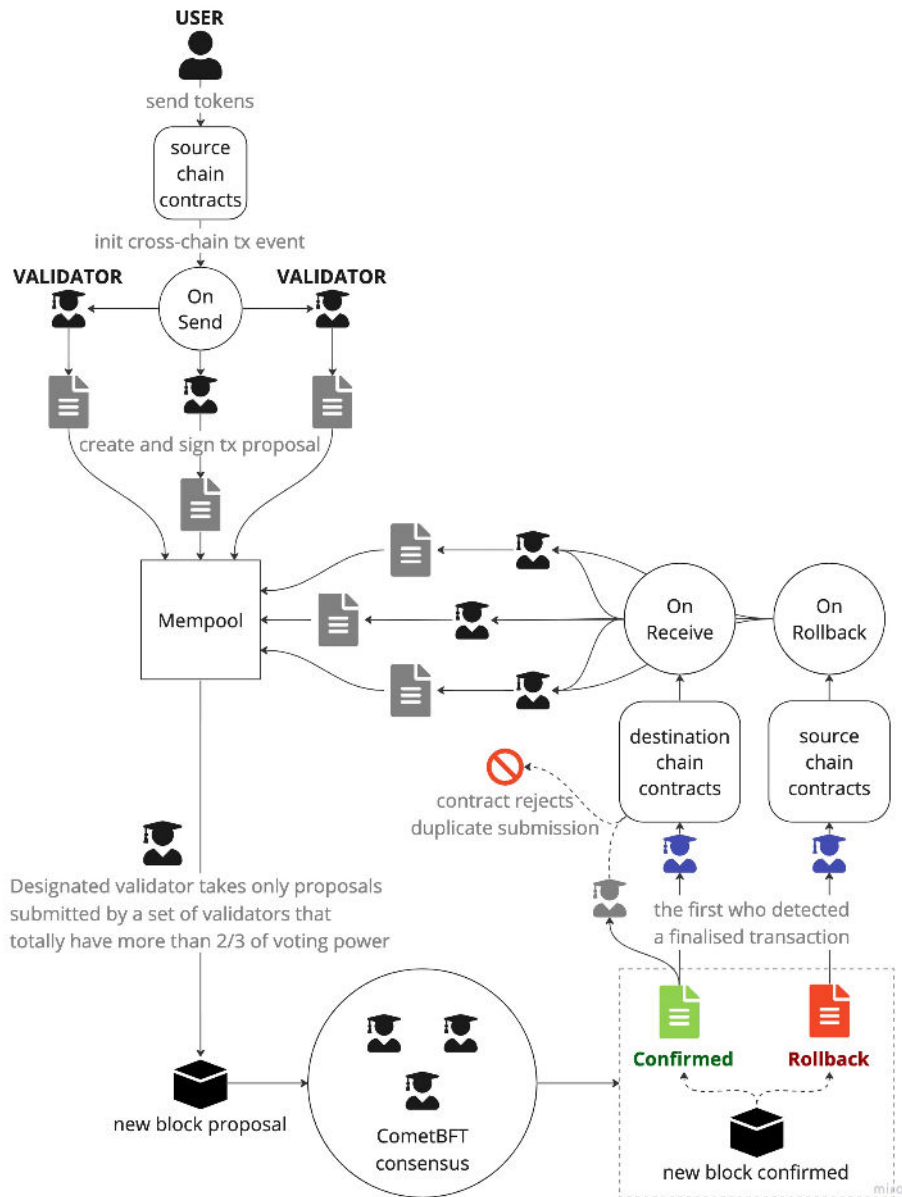 USER
send tokens
source
chain
contracts
init cross-chain tx event
VALIDATOR
VALIDATOR
On
Send
create and sign tx proposal
Mempool
On
Receive
On
Rollback
destination
chain
contracts
source
chain
contracts
contract rejects
duplicate submission
Designated validator takes only proposals
submitted by a set of validators that
totally have more than 2/3 of voting power
the first who detected
a finalised transaction
Confirmed
Rollback
new block proposal
CometBFT
consensus
new block confirmed